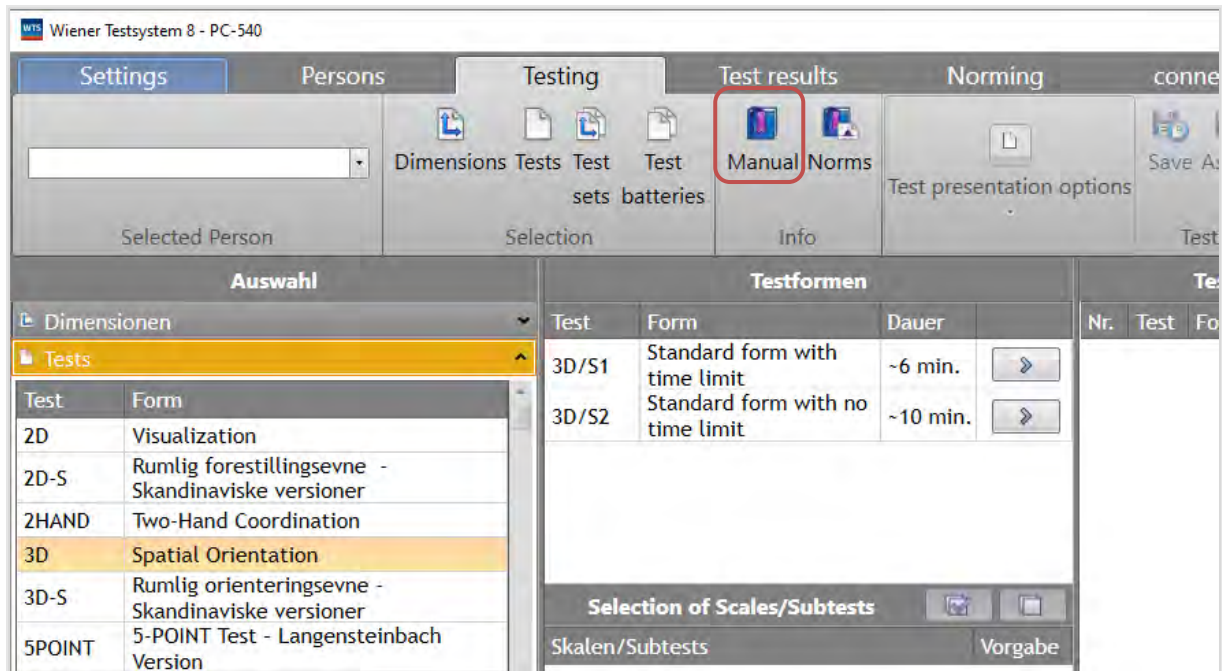 WTS Wiener Testsystem 8 - PC-540
Settings Persons Testing Test results Norming conne
Dimensions Tests Test sets Test batteries Manual Norms Test presentation options Save
Selected Person Selection Info Test
Auswahl
Dimensionen
Tests
Test Form
2D Visualization
2D-S Rumlig forestillingsevne -
Skandinaviske versioner
2HAND Two-Hand Coordination
3D Spatial Orientation
3D-S Rumlig orienteringsevne -
Skandinaviske versioner
5POINT 5-POINT Test - Langensteinbach
Version
Testformen
Test Form Dauer
3D/S1 Standard form with
time limit ~6 min.
3D/S2 Standard form with no
time limit ~10 min.
Selection of Scales/Subtests
Skalen/Subtests Vorgabe
Te
Nr. Test Fo